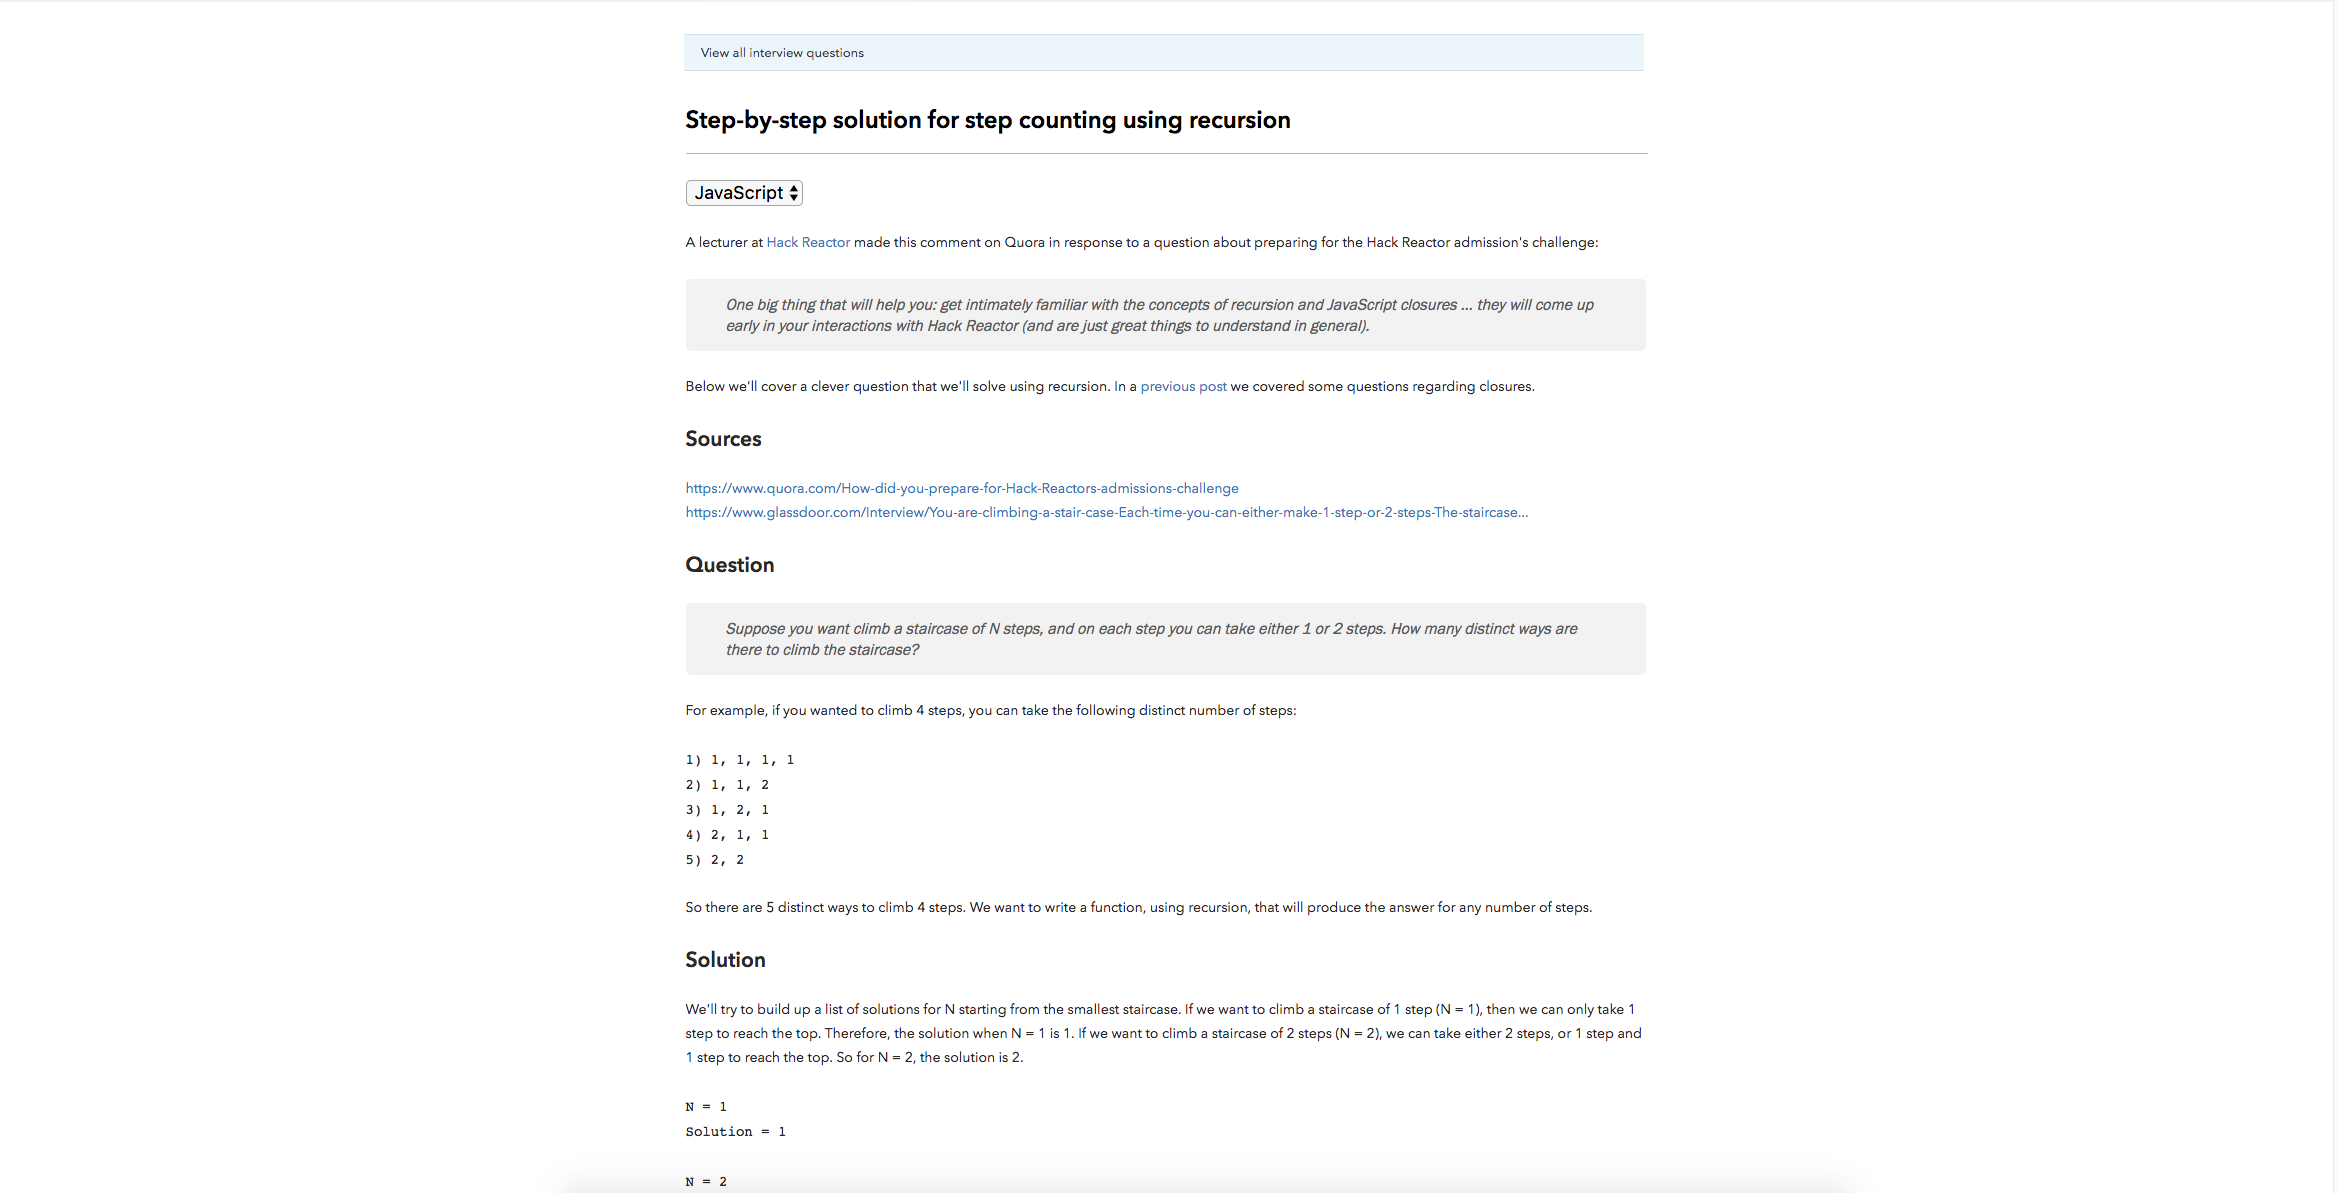 View all interview questions
Step-by-step solution for step counting using recursion
JavaScript
A lecturer at Hack Reactor made this comment on Quora in response to a question about preparing for the Hack Reactor admission's challenge:
One big thing that will help you: get intimately familiar with the concepts of recursion and JavaScript closures ... they will come up
early in your interactions with Hack Reactor (and are just great things to understand in general).
Below we'll cover a clever question that we'll solve using recursion. In a previous post we covered some questions regarding closures.
Sources
https://www.quora.com/How-did-you-prepare-for-Hack-Reactors-admissions-challenge
https://www.glassdoor.com/Interview/You-are-climbing-a-stair-case-Each-time-you-can-either-make-1-step-or-2-steps-The-staircase...
Question
Suppose you want climb a staircase of N steps, and on each step you can take either 1 or 2 steps. How many distinct ways are
there to climb the staircase?
For example, if you wanted to climb 4 steps, you can take the following distinct number of steps:
1) 1, 1, 1, 1
2) 1, 1, 2
3) 1, 2, 1
4) 2, 1, 1
5) 2, 2
So there are 5 distinct ways to climb 4 steps. We want to write a function, using recursion, that will produce the answer for any number of steps.
Solution
We'll try to build up a list of solutions for N starting from the smallest staircase. If we want to climb a staircase of 1 step (N = 1), then we can only take 1
step to reach the top. Therefore, the solution when N = 1 is 1. If we want to climb a staircase of 2 steps (N = 2), we can take either 2 steps, or 1 step and
1 step to reach the top. So for N = 2, the solution is 2.
N = 1
Solution = 1
N = 2